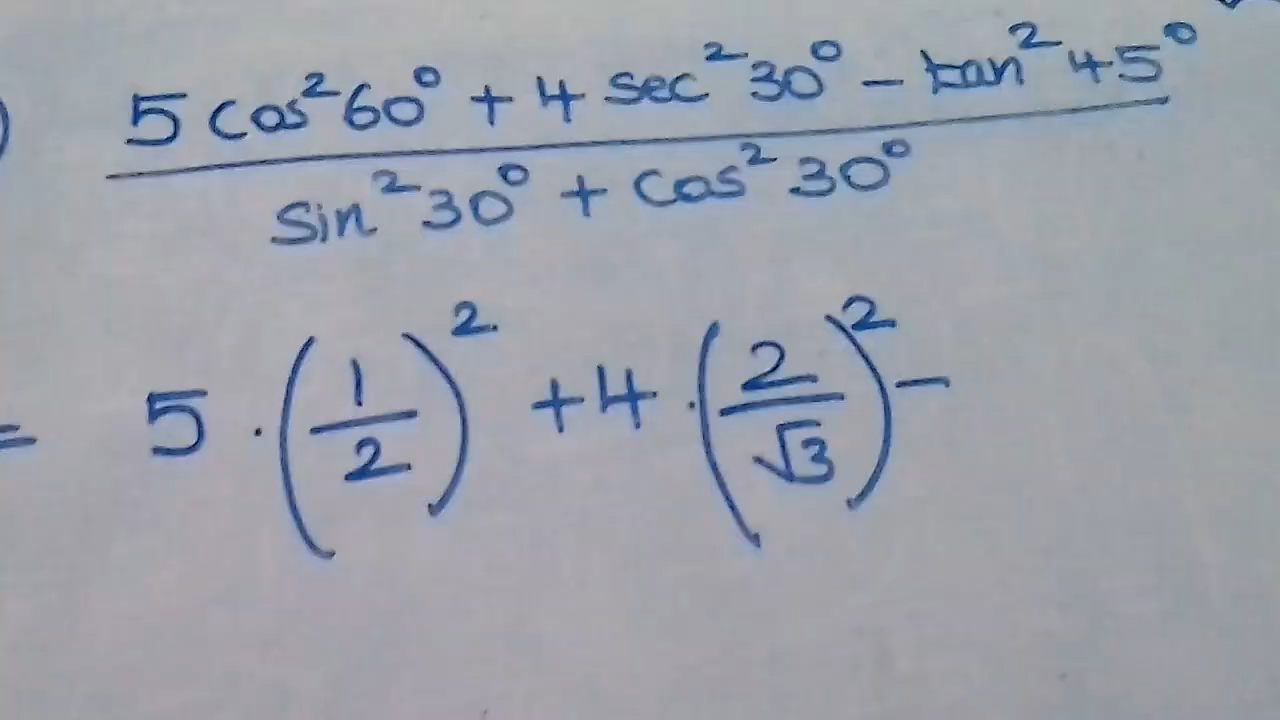 ) 5 cos²60° + 4 sec²30° - tan²45°
sin²30° + cos²30°
= 5 · (1/2)² + 4 · (2/√3)² -